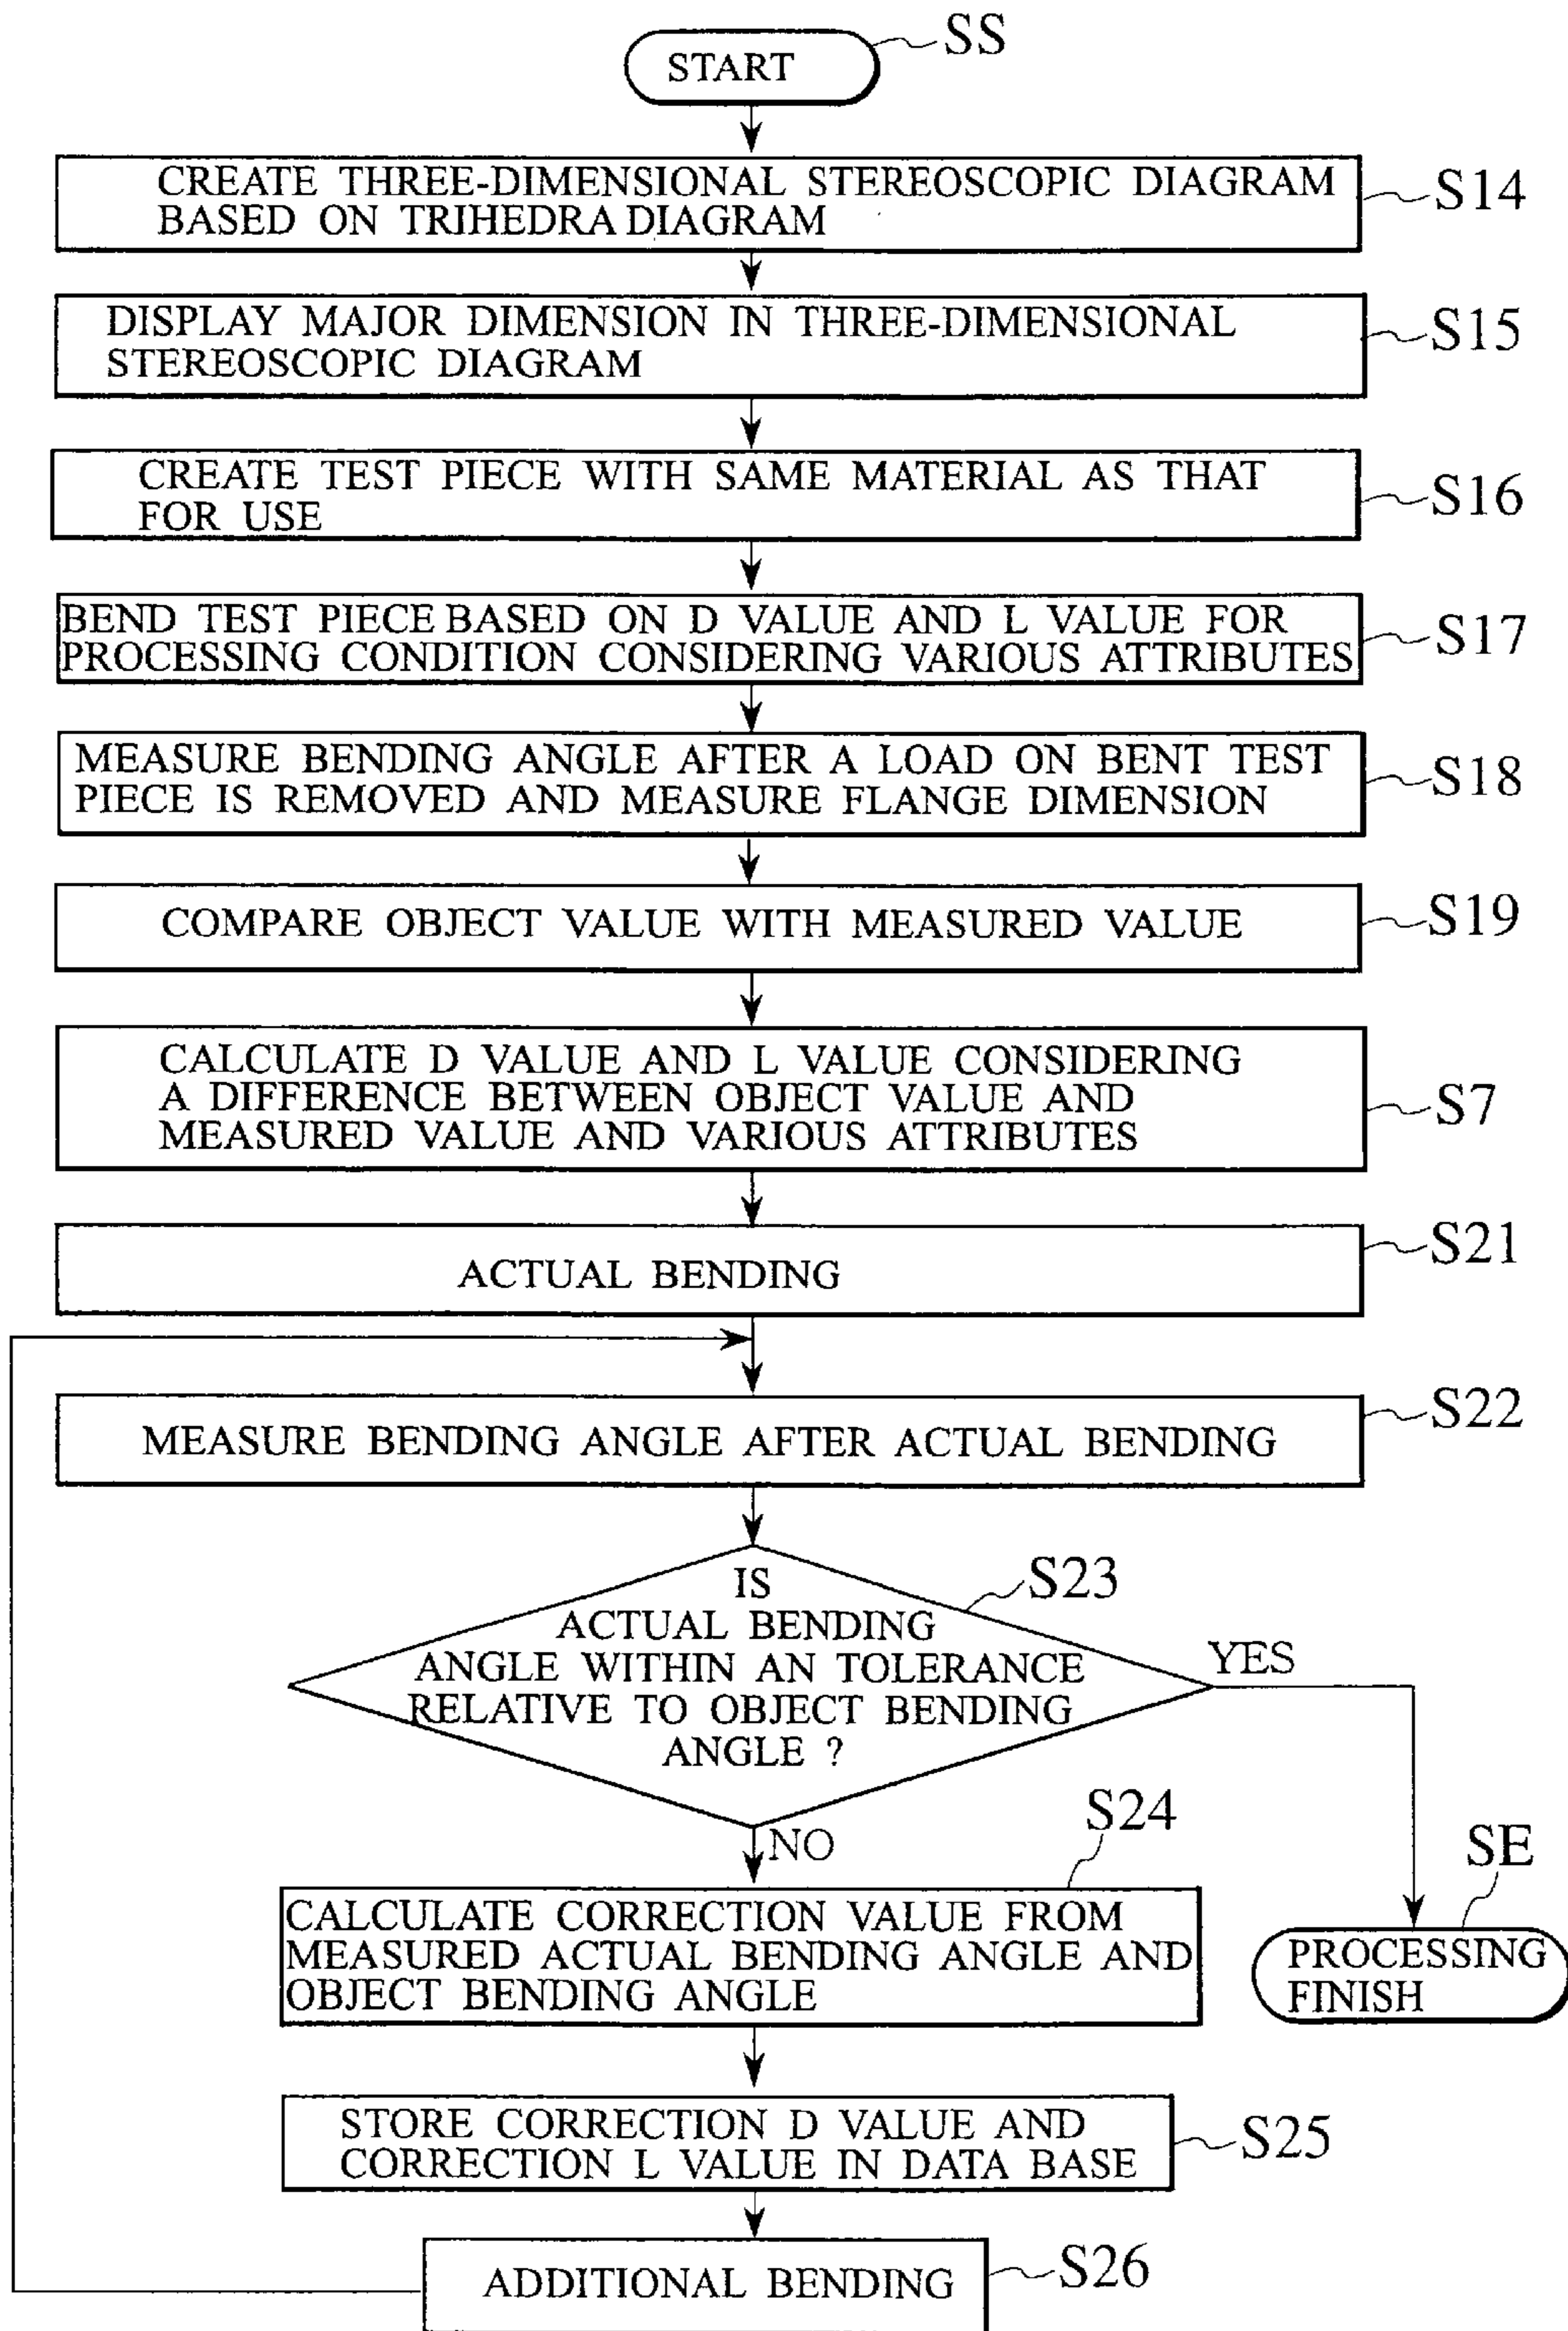 START
SS
CREATE THREE-DIMENSIONAL STEREOSCOPIC DIAGRAM
BASED ON TRIHEDRA DIAGRAM
S14
DISPLAY MAJOR DIMENSION IN THREE-DIMENSIONAL
STEREOSCOPIC DIAGRAM
S15
CREATE TEST PIECE WITH SAME MATERIAL AS THAT
FOR USE
S16
BEND TEST PIECE BASED ON D VALUE AND L VALUE FOR
PROCESSING CONDITION CONSIDERING VARIOUS ATTRIBUTES
S17
MEASURE BENDING ANGLE AFTER A LOAD ON BENT TEST
PIECE IS REMOVED AND MEASURE FLANGE DIMENSION
S18
COMPARE OBJECT VALUE WITH MEASURED VALUE
S19
CALCULATE D VALUE AND L VALUE CONSIDERING
A DIFFERENCE BETWEEN OBJECT VALUE AND
MEASURED VALUE AND VARIOUS ATTRIBUTES
S7
ACTUAL BENDING
S21
MEASURE BENDING ANGLE AFTER ACTUAL BENDING
S22
IS
ACTUAL BENDING
ANGLE WITHIN AN TOLERANCE
RELATIVE TO OBJECT BENDING
ANGLE ?
S23
YES
NO
S24
CALCULATE CORRECTION VALUE FROM
MEASURED ACTUAL BENDING ANGLE AND
OBJECT BENDING ANGLE
SE
PROCESSING
FINISH
STORE CORRECTION D VALUE AND
CORRECTION L VALUE IN DATA BASE
S25
ADDITIONAL BENDING
S26